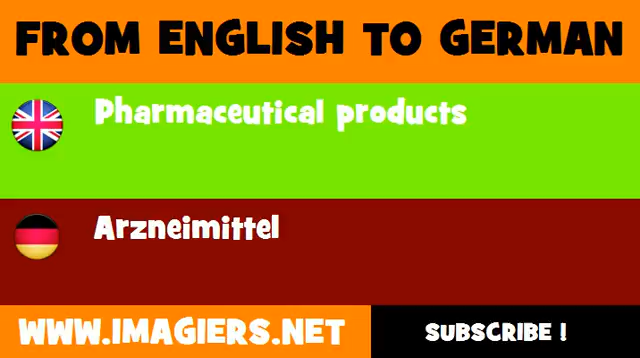 FROM ENGLISH TO GERMAN
Pharmaceutical products
Arzneimittel
WWW.IMAGIERS.NET
SUBSCRIBE !